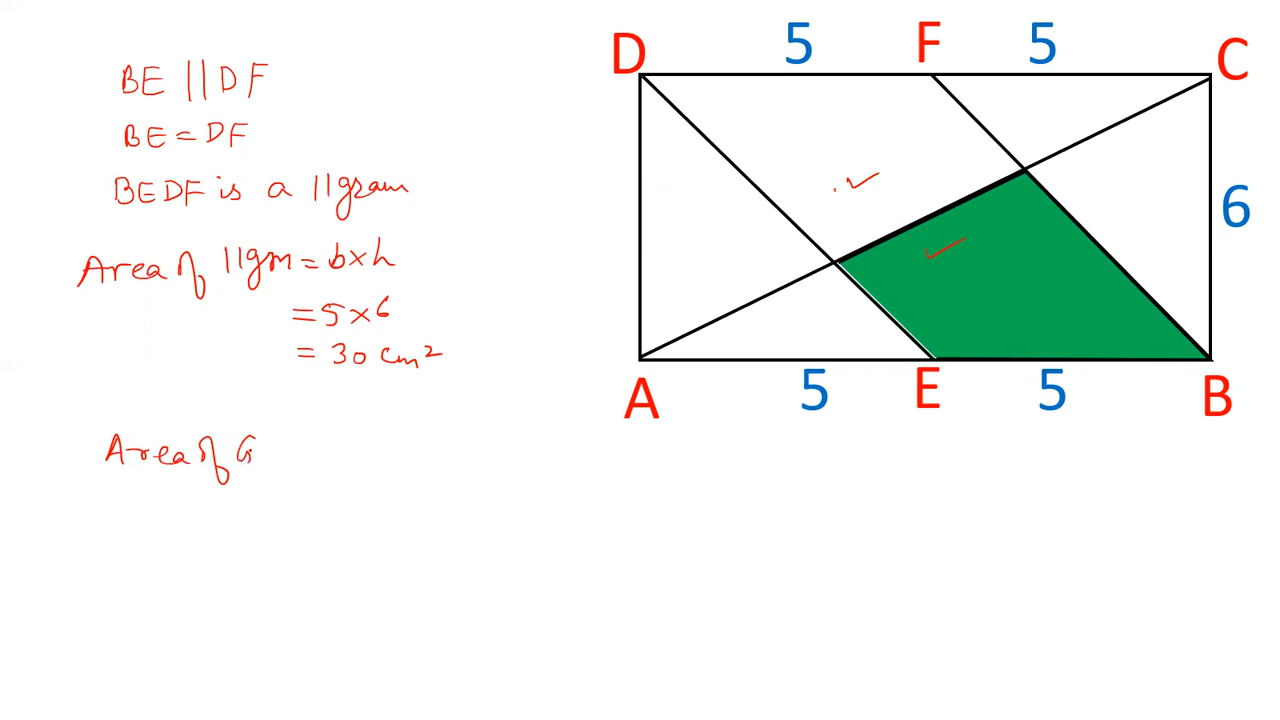 BE || DF
BE = DF
BEDF is a ||gram
Area of ||gm = b×h
= 5×6
= 30 cm²
Area of G
D 5 F 5 C
6
A 5 E 5 B